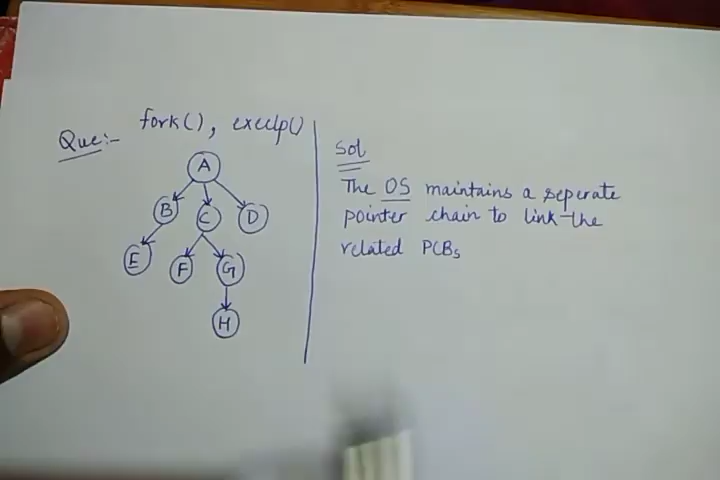 Que:- fork(), execlp()
A
B C D
E F G
H
Sol
The OS maintains a seperate
pointer chain to link the
related PCBs